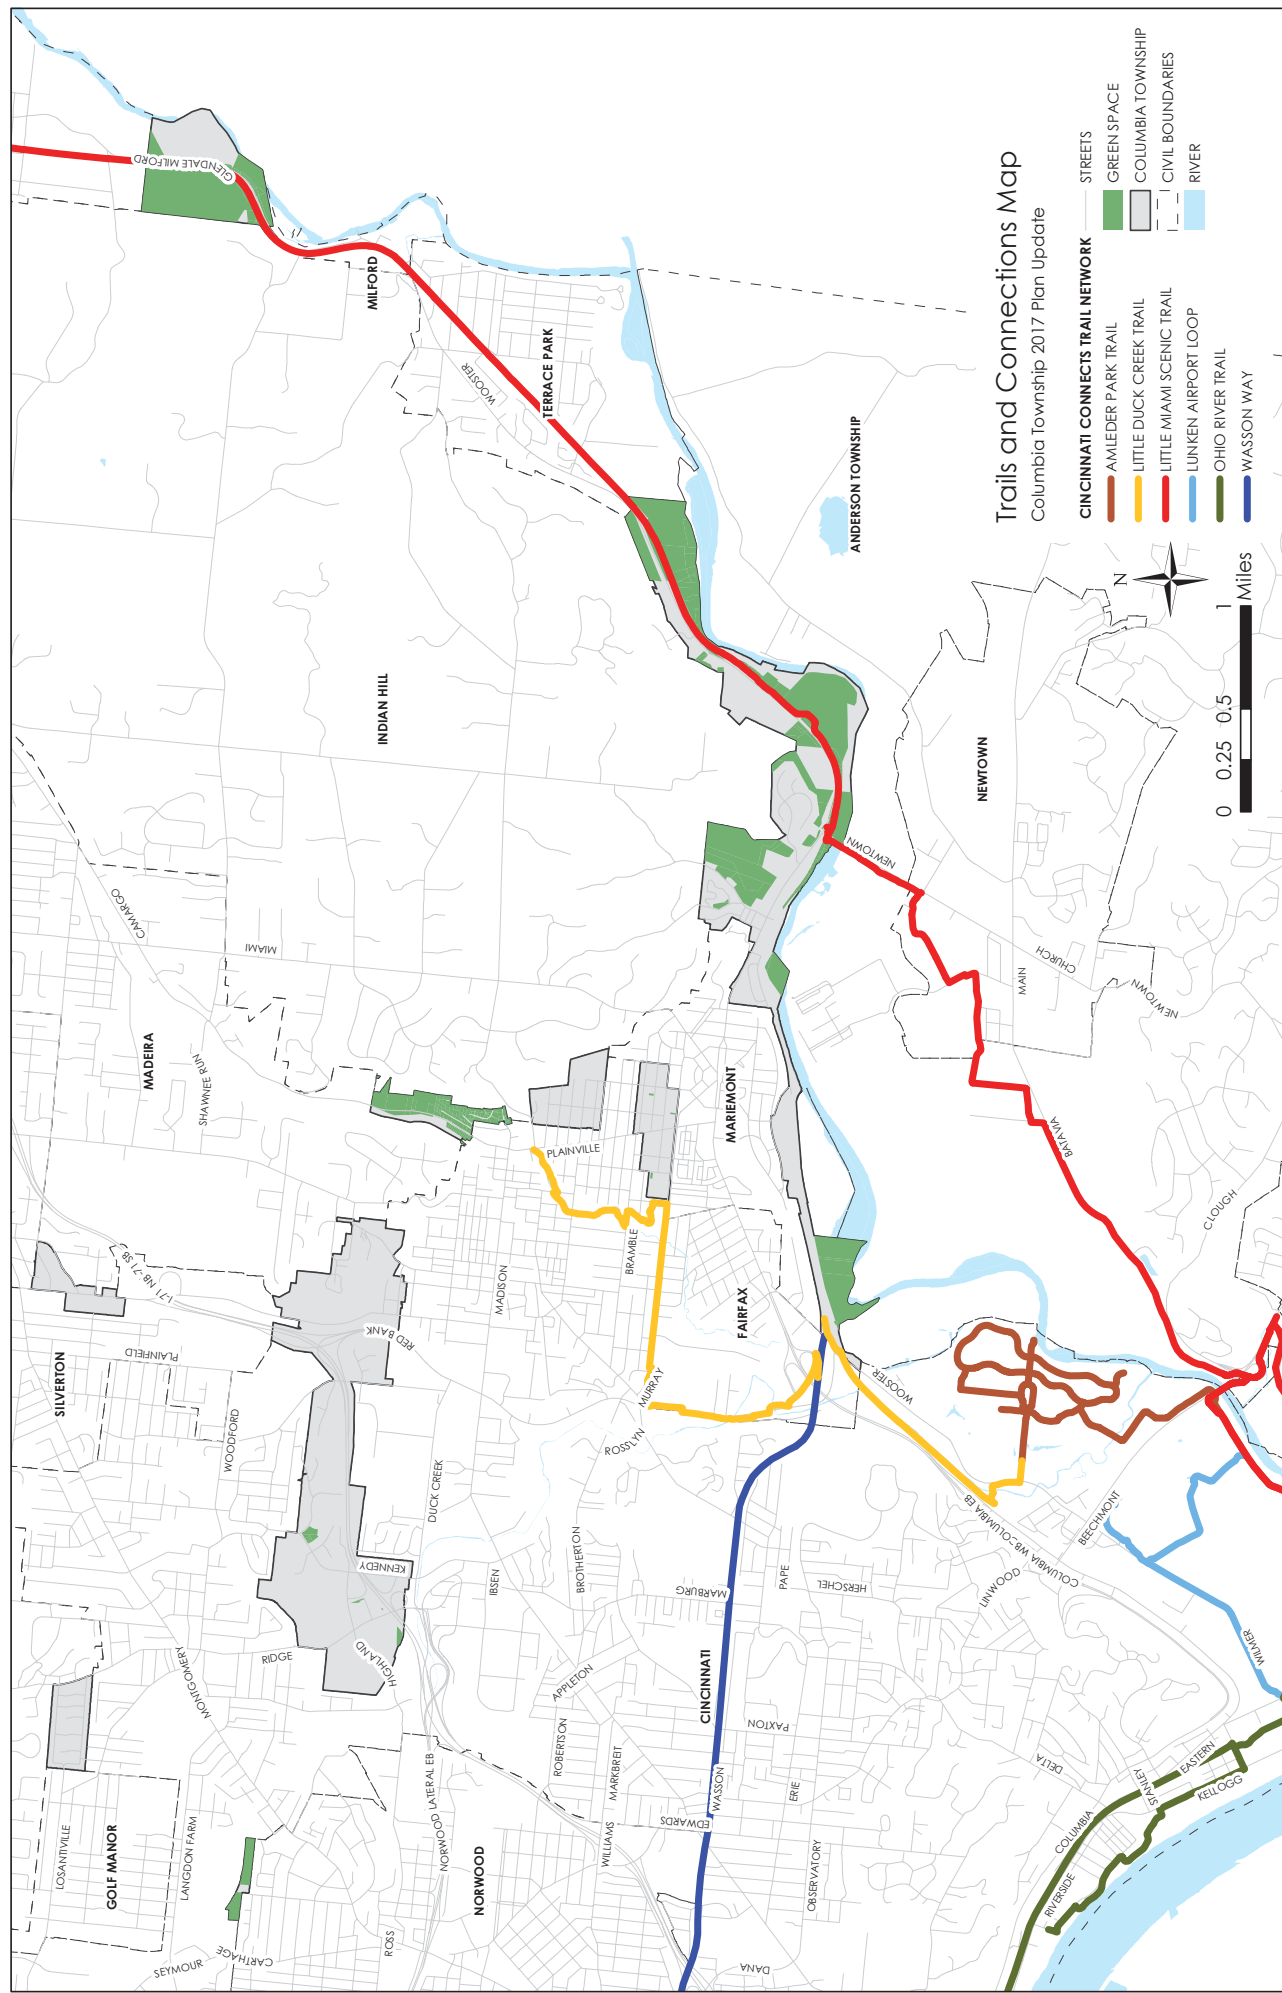 Trails and Connections Map
Columbia Township 2017 Plan Update
CINCINNATI CONNECTS TRAIL NETWORK
AMLEDER PARK TRAIL
LITTLE DUCK CREEK TRAIL
LITTLE MIAMI SCENIC TRAIL
LUNKEN AIRPORT LOOP
OHIO RIVER TRAIL
WASSON WAY
STREETS
GREEN SPACE
COLUMBIA TOWNSHIP
CIVIL BOUNDARIES
RIVER
N
0 0.25 0.5 1
Miles
GOLF MANOR
LOSANTIVILLE
LANGDON FARM
SEYMOUR
CARTHAGE
SILVERTON
PLAINFIELD
WOODFORD
MONTGOMERY
RIDGE
HIGHLAND
KENNEDY
I-71 NB-71 SB
RED BANK
MADEIRA
SHAWNEE RUN
CAMARGO
MIAMI
INDIAN HILL
MILFORD
GLENDALE MILFORD
TERRACE PARK
WOOSTER
NORWOOD
ROSS
NORWOOD LATERAL EB
DUCK CREEK
IBSEN
MADISON
PLAINVILLE
BRAMBLE
MURRAY
ROSSLYN
BROTHERTON
APPLETON
ROBERTSON
MARKBREIT
WILLIAMS
EDWARDS
WASSON
CINCINNATI
MARBURG
PAXTON
ERIE
OBSERVATORY
DANA
PAPE
HERSCHEL
FAIRFAX
MARIEMONT
WOOSTER
ANDERSON TOWNSHIP
NEWTOWN
NEWTOWN
MAIN
CHURCH
NEWTOWN
BATAVIA
CLOUGH
BEECHMONT
LINWOOD
COLUMBIA EB
COLUMBIA WB
COLUMBIA
WILMER
DELTA
STANLEY
EASTERN
KELLOGG
COLUMBIA
RIVERSIDE